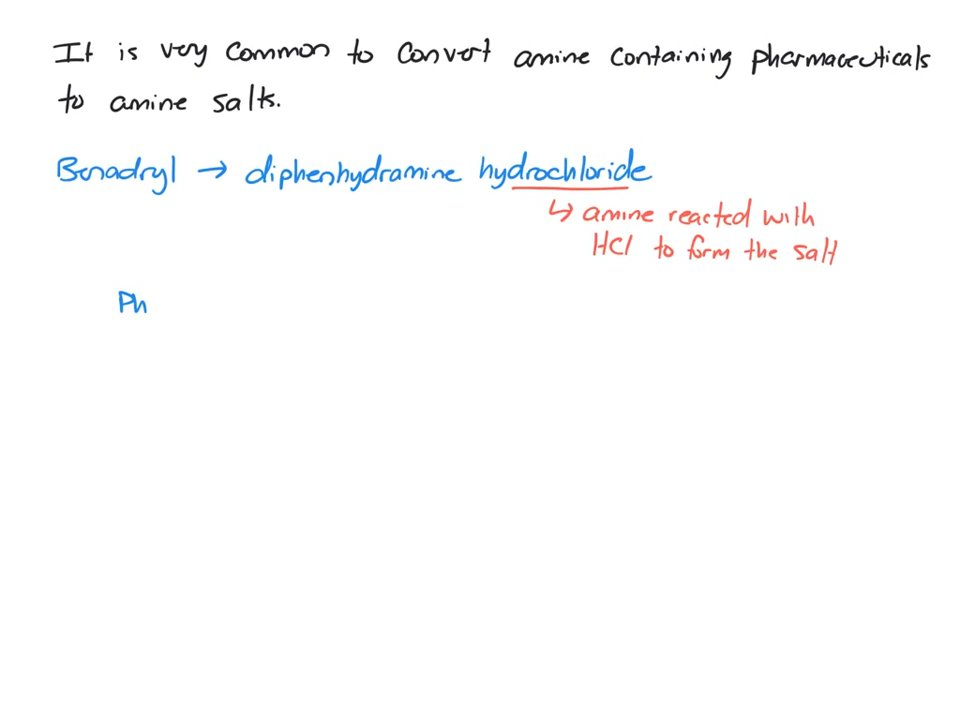 It is very common to convert amine containing pharmaceuticals
to amine salts.
Benadryl → diphenhydramine hydrochloride
↳ amine reacted with
HCl to form the salt
Ph